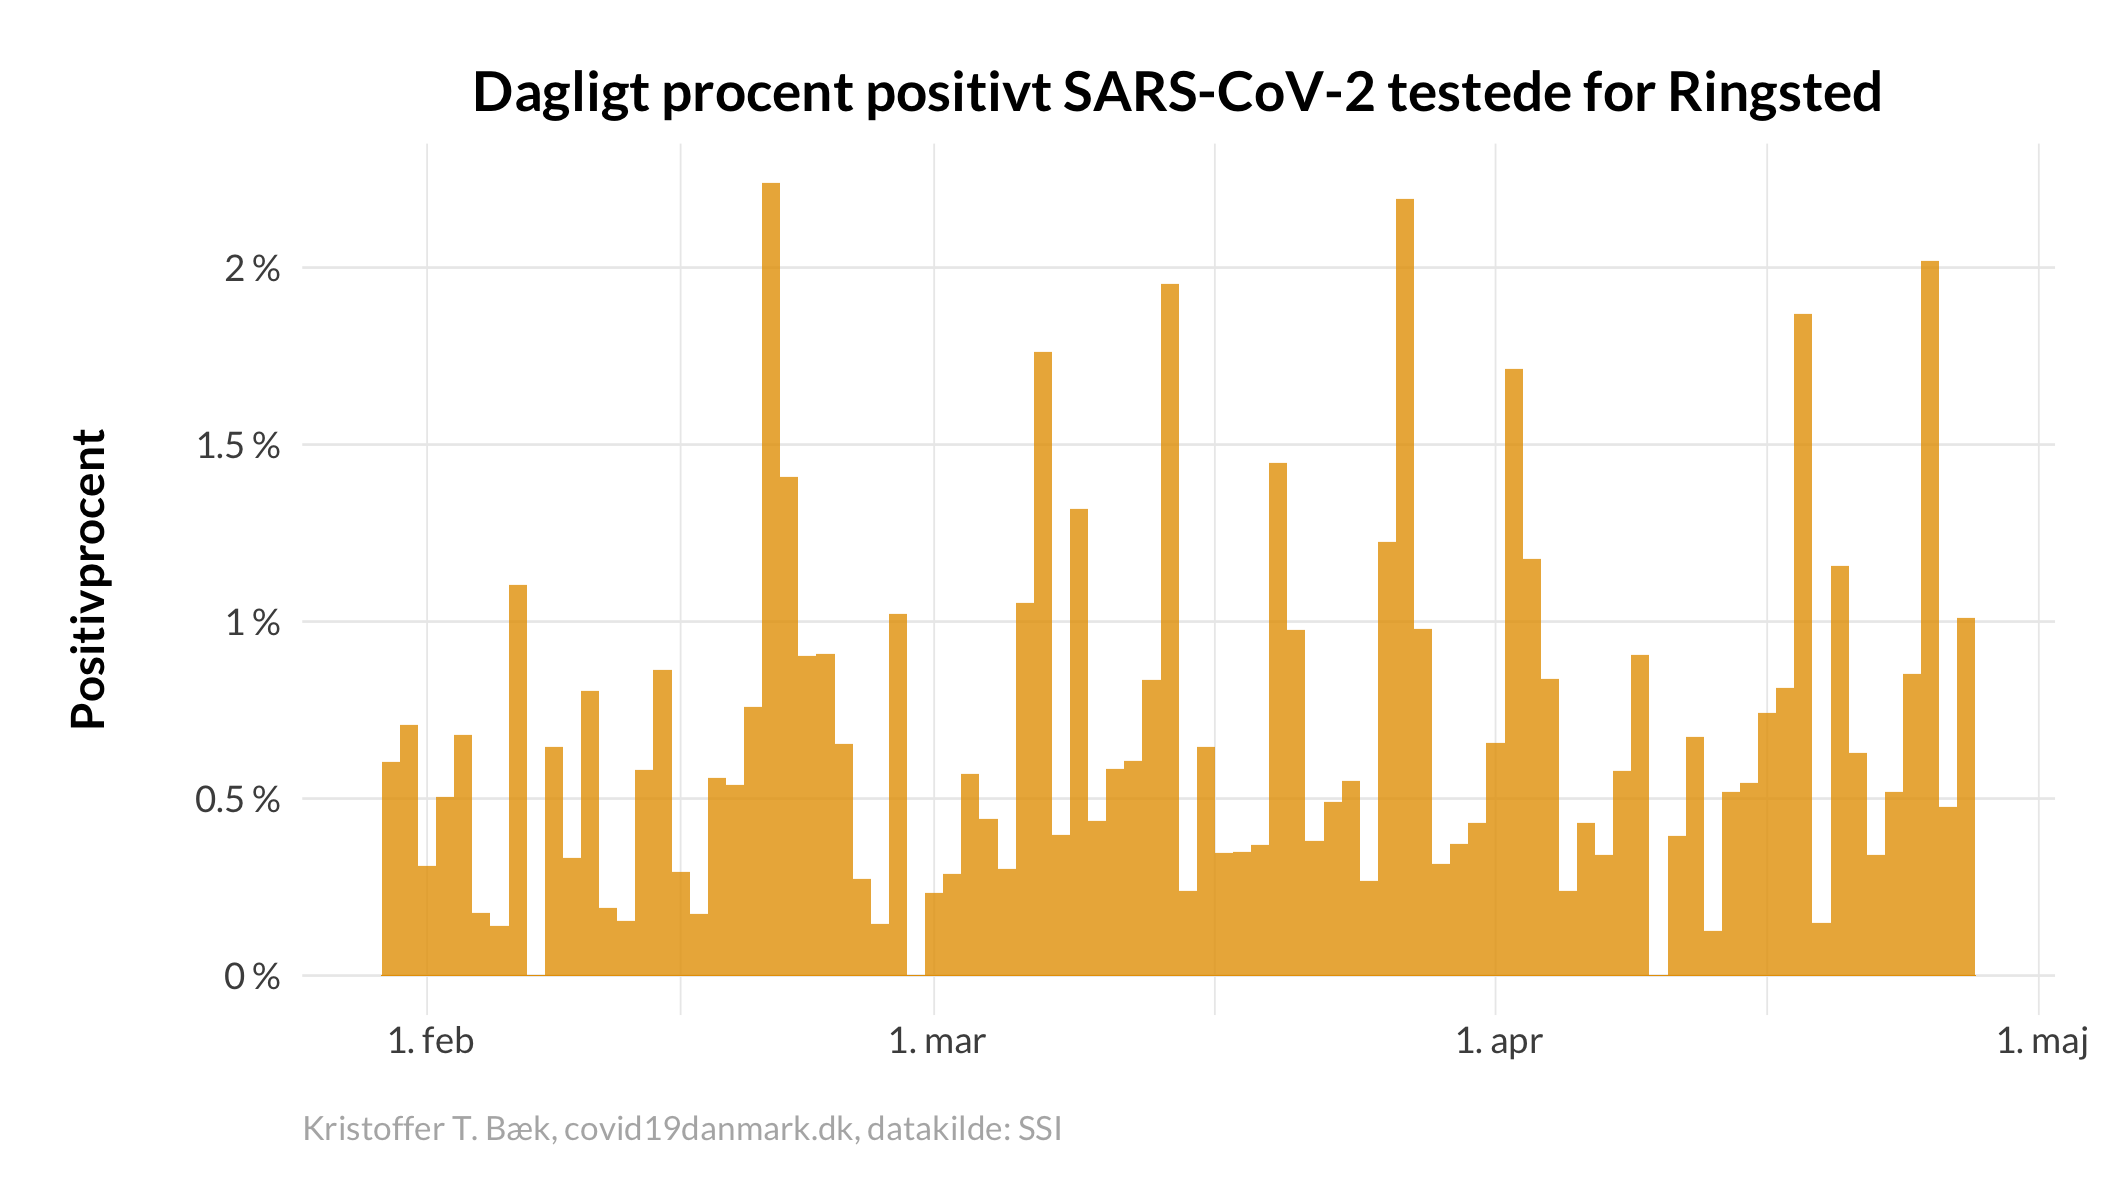 Dagligt procent positivt SARS-CoV-2 testede for Ringsted
Positivprocent
2 %
1.5 %
1 %
0.5 %
0 %
1. feb
1. mar
1. apr
1. maj
Kristoffer T. Bæk, covid19danmark.dk, datakilde: SSI